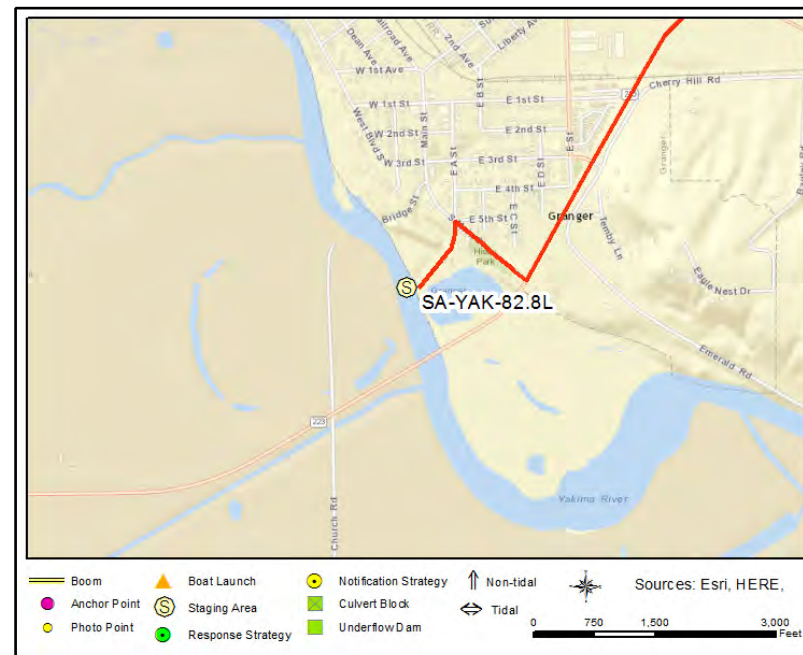 Dean Ave
Railroad Ave
2nd Ave
Liberty Ave
RR
W 1st Ave
E B St
Cherry Hill Rd
223
W 1st St
E 1st St
Main St
West Blvd S
W 2nd St
E 2nd St
E St
Granger
W 3rd St
E A St
E 3rd St
E D St
E 4th St
Bridge St
E 5th St
E C St
Granger
Temby Ln
Park
Eagle Nest Dr
S
SA-YAK-82.8L
Emerald Rd
223
Church Rd
Yakima River
Boom
Boat Launch
Notification Strategy
Non-tidal
Sources: Esri, HERE,
Anchor Point
S
Staging Area
Culvert Block
Tidal
Photo Point
Response Strategy
Underflow Dam
0 750 1,500 3,000
Feet